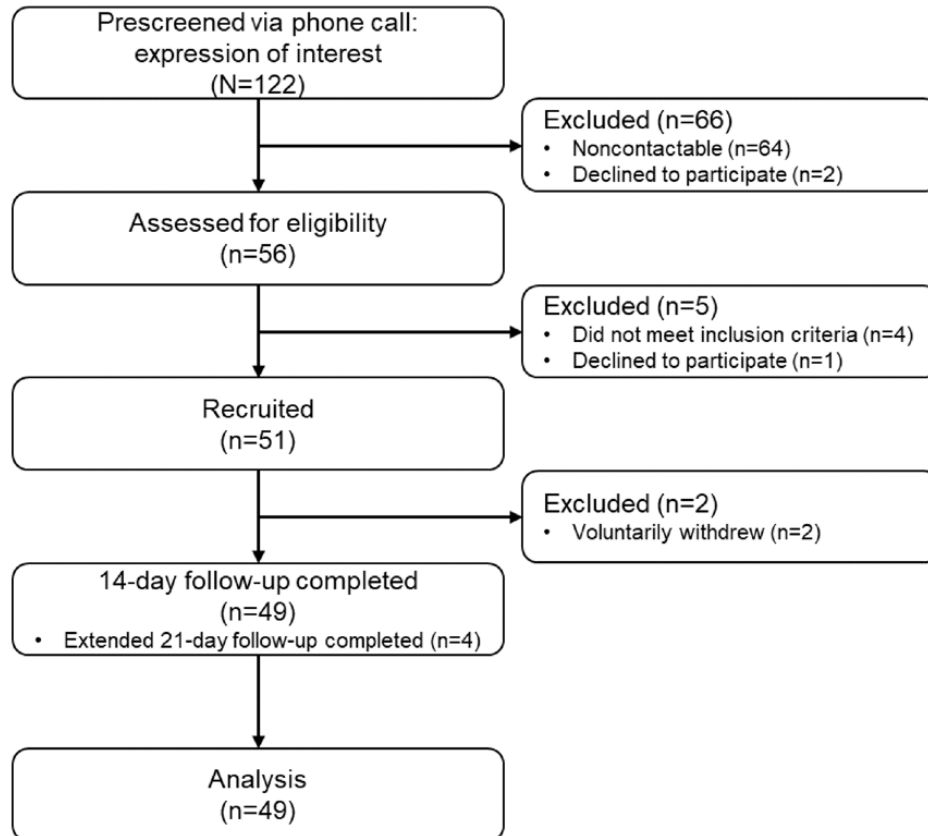 Prescreened via phone call:
expression of interest
(N=122)
Excluded (n=66)
• Noncontactable (n=64)
• Declined to participate (n=2)
Assessed for eligibility
(n=56)
Excluded (n=5)
• Did not meet inclusion criteria (n=4)
• Declined to participate (n=1)
Recruited
(n=51)
Excluded (n=2)
• Voluntarily withdrew (n=2)
14-day follow-up completed
(n=49)
• Extended 21-day follow-up completed (n=4)
Analysis
(n=49)